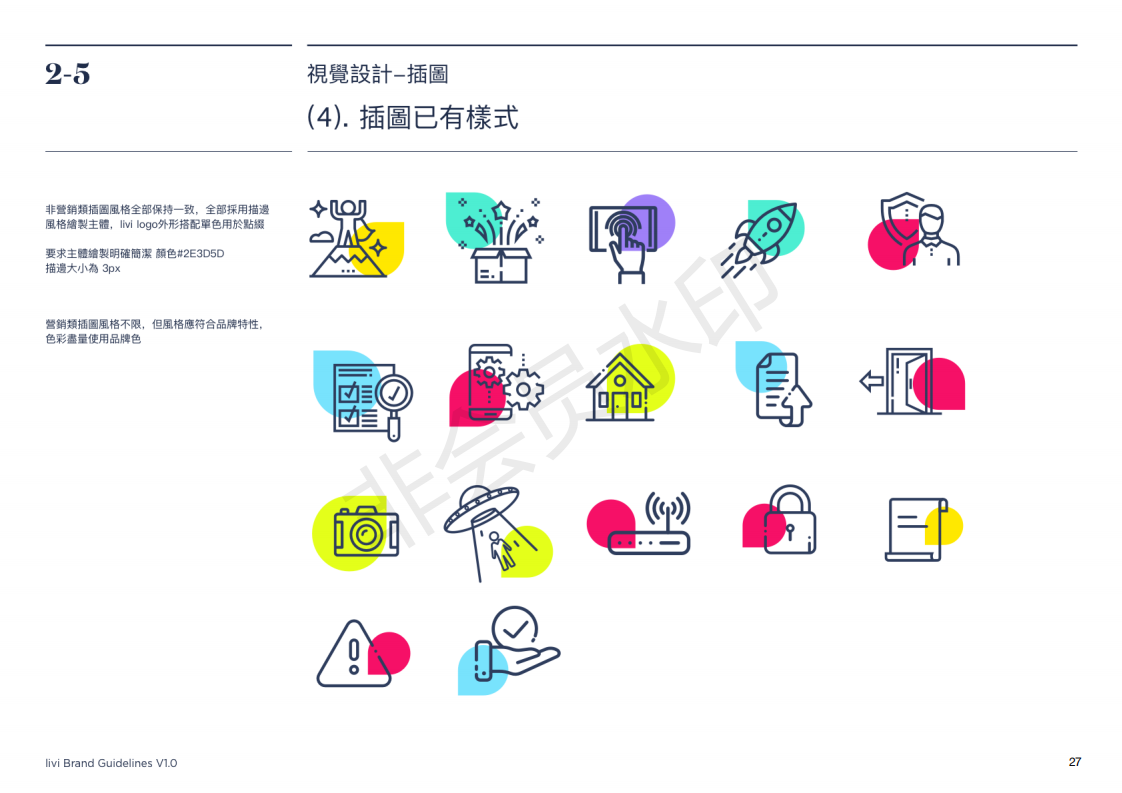 2-5
視覺設計–插圖
(4). 插圖已有樣式
非營銷類插圖風格全部保持一致，全部採用描邊
風格繪製主體，livi logo外形搭配單色用於點綴
要求主體繪製明確簡潔 顏色#2E3D5D
描邊大小為 3px
營銷類插圖風格不限，但風格應符合品牌特性，
色彩盡量使用品牌色
非会员水印
livi Brand Guidelines V1.0
27